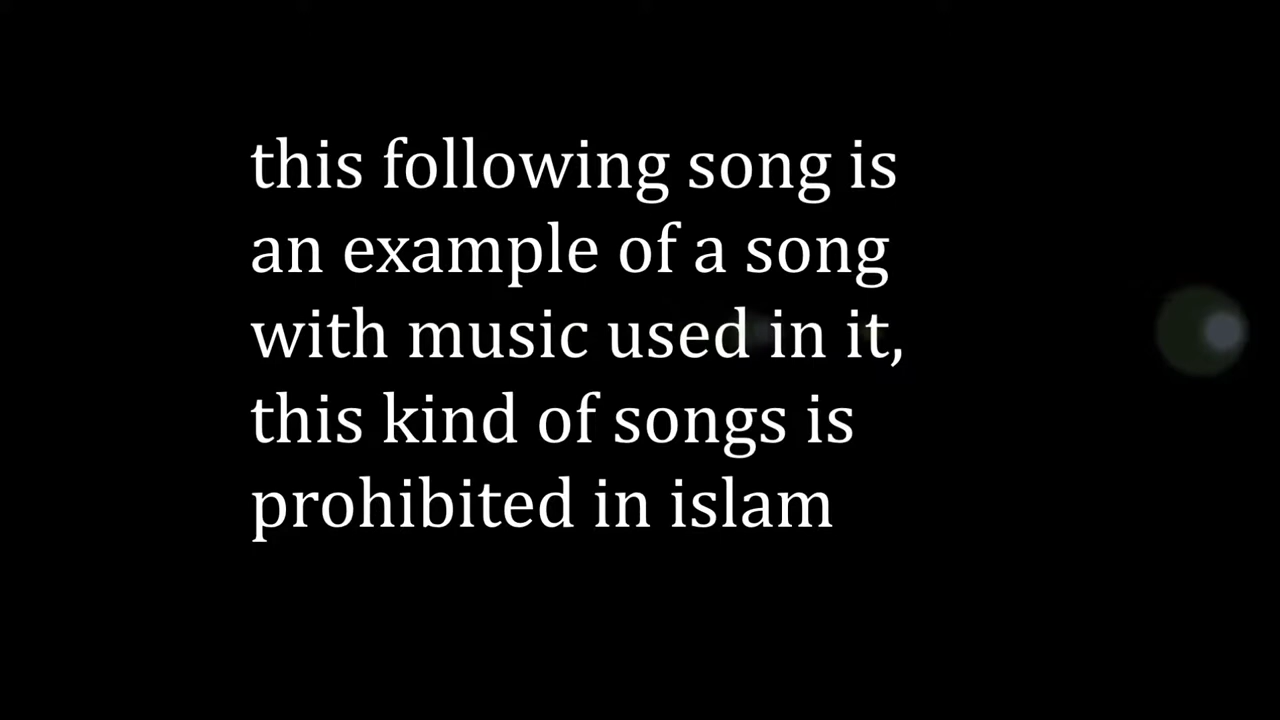 this following song is
an example of a song
with music used in it,
this kind of songs is
prohibited in islam